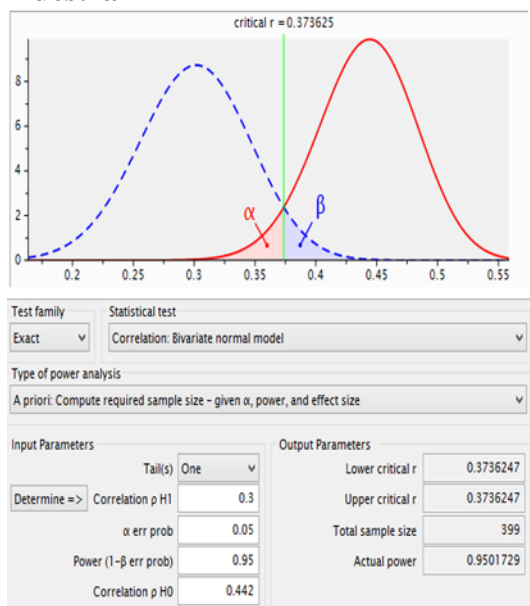 critical r = 0.373625
8
6
4
2
0
α
β
0.2 0.25 0.3 0.35 0.4 0.45 0.5 0.55
Test family Statistical test
Exact Correlation: Bivariate normal model
Type of power analysis
A priori: Compute required sample size – given α, power, and effect size
Input Parameters Output Parameters
Tail(s) One Lower critical r 0.3736247
Determine => Correlation ρ H1 0.3 Upper critical r 0.3736247
α err prob 0.05 Total sample size 399
Power (1-β err prob) 0.95 Actual power 0.9501729
Correlation ρ H0 0.442